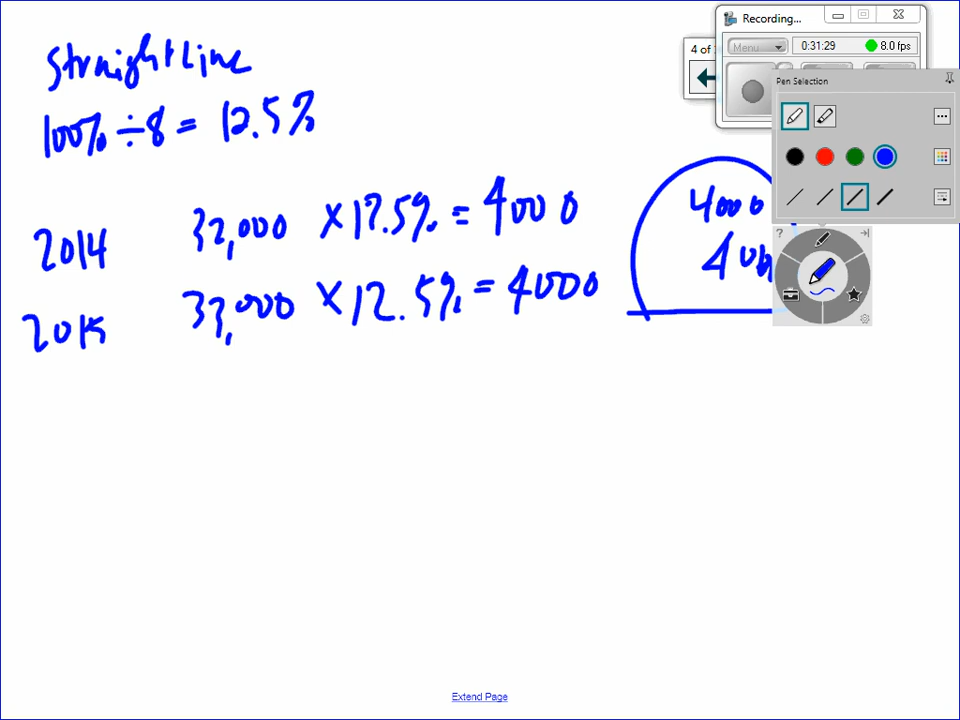 Straight Line
100% ÷ 8 = 12.5%
2014 32,000 × 12.5% = 4000
2015 32,000 × 12.5% = 4000
4000
400
Recording...
Menu
0:31:29
8.0 fps
4 of
Pen Selection
?
Extend Page